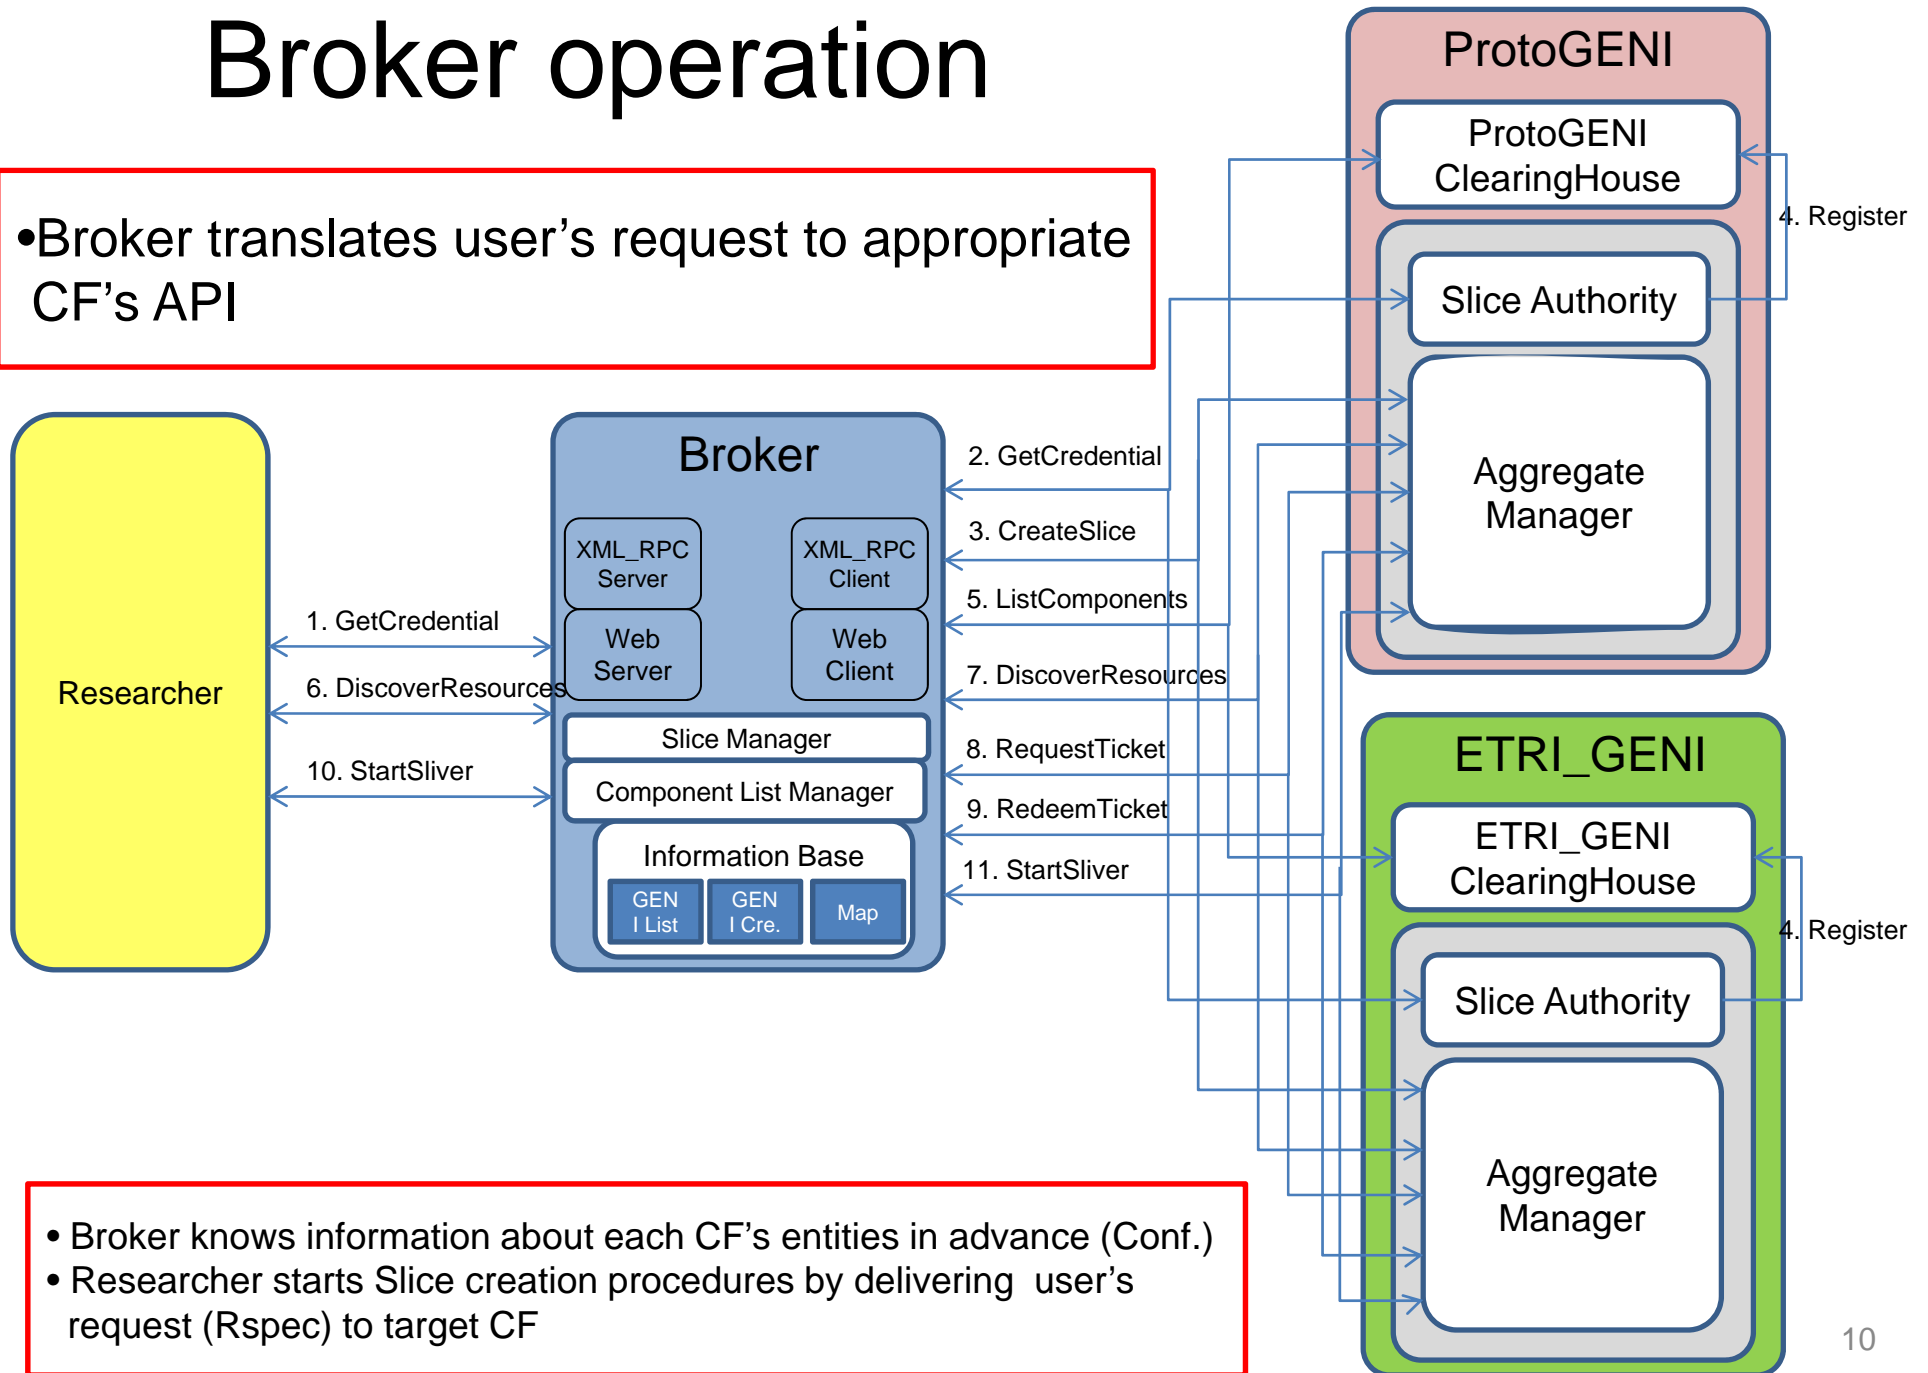 Broker operation
•Broker translates user’s request to appropriate
CF’s API
Researcher
1. GetCredential
6. DiscoverResources
10. StartSliver
Broker
XML_RPC
Server
XML_RPC
Client
Web
Server
Web
Client
Slice Manager
Component List Manager
Information Base
GEN
I List
GEN
I Cre.
Map
2. GetCredential
3. CreateSlice
5. ListComponents
7. DiscoverResources
8. RequestTicket
9. RedeemTicket
11. StartSliver
ProtoGENI
ProtoGENI
ClearingHouse
4. Register
Slice Authority
Aggregate
Manager
ETRI_GENI
ETRI_GENI
ClearingHouse
4. Register
Slice Authority
Aggregate
Manager
• Broker knows information about each CF’s entities in advance (Conf.)
• Researcher starts Slice creation procedures by delivering  user’s
request (Rspec) to target CF
10